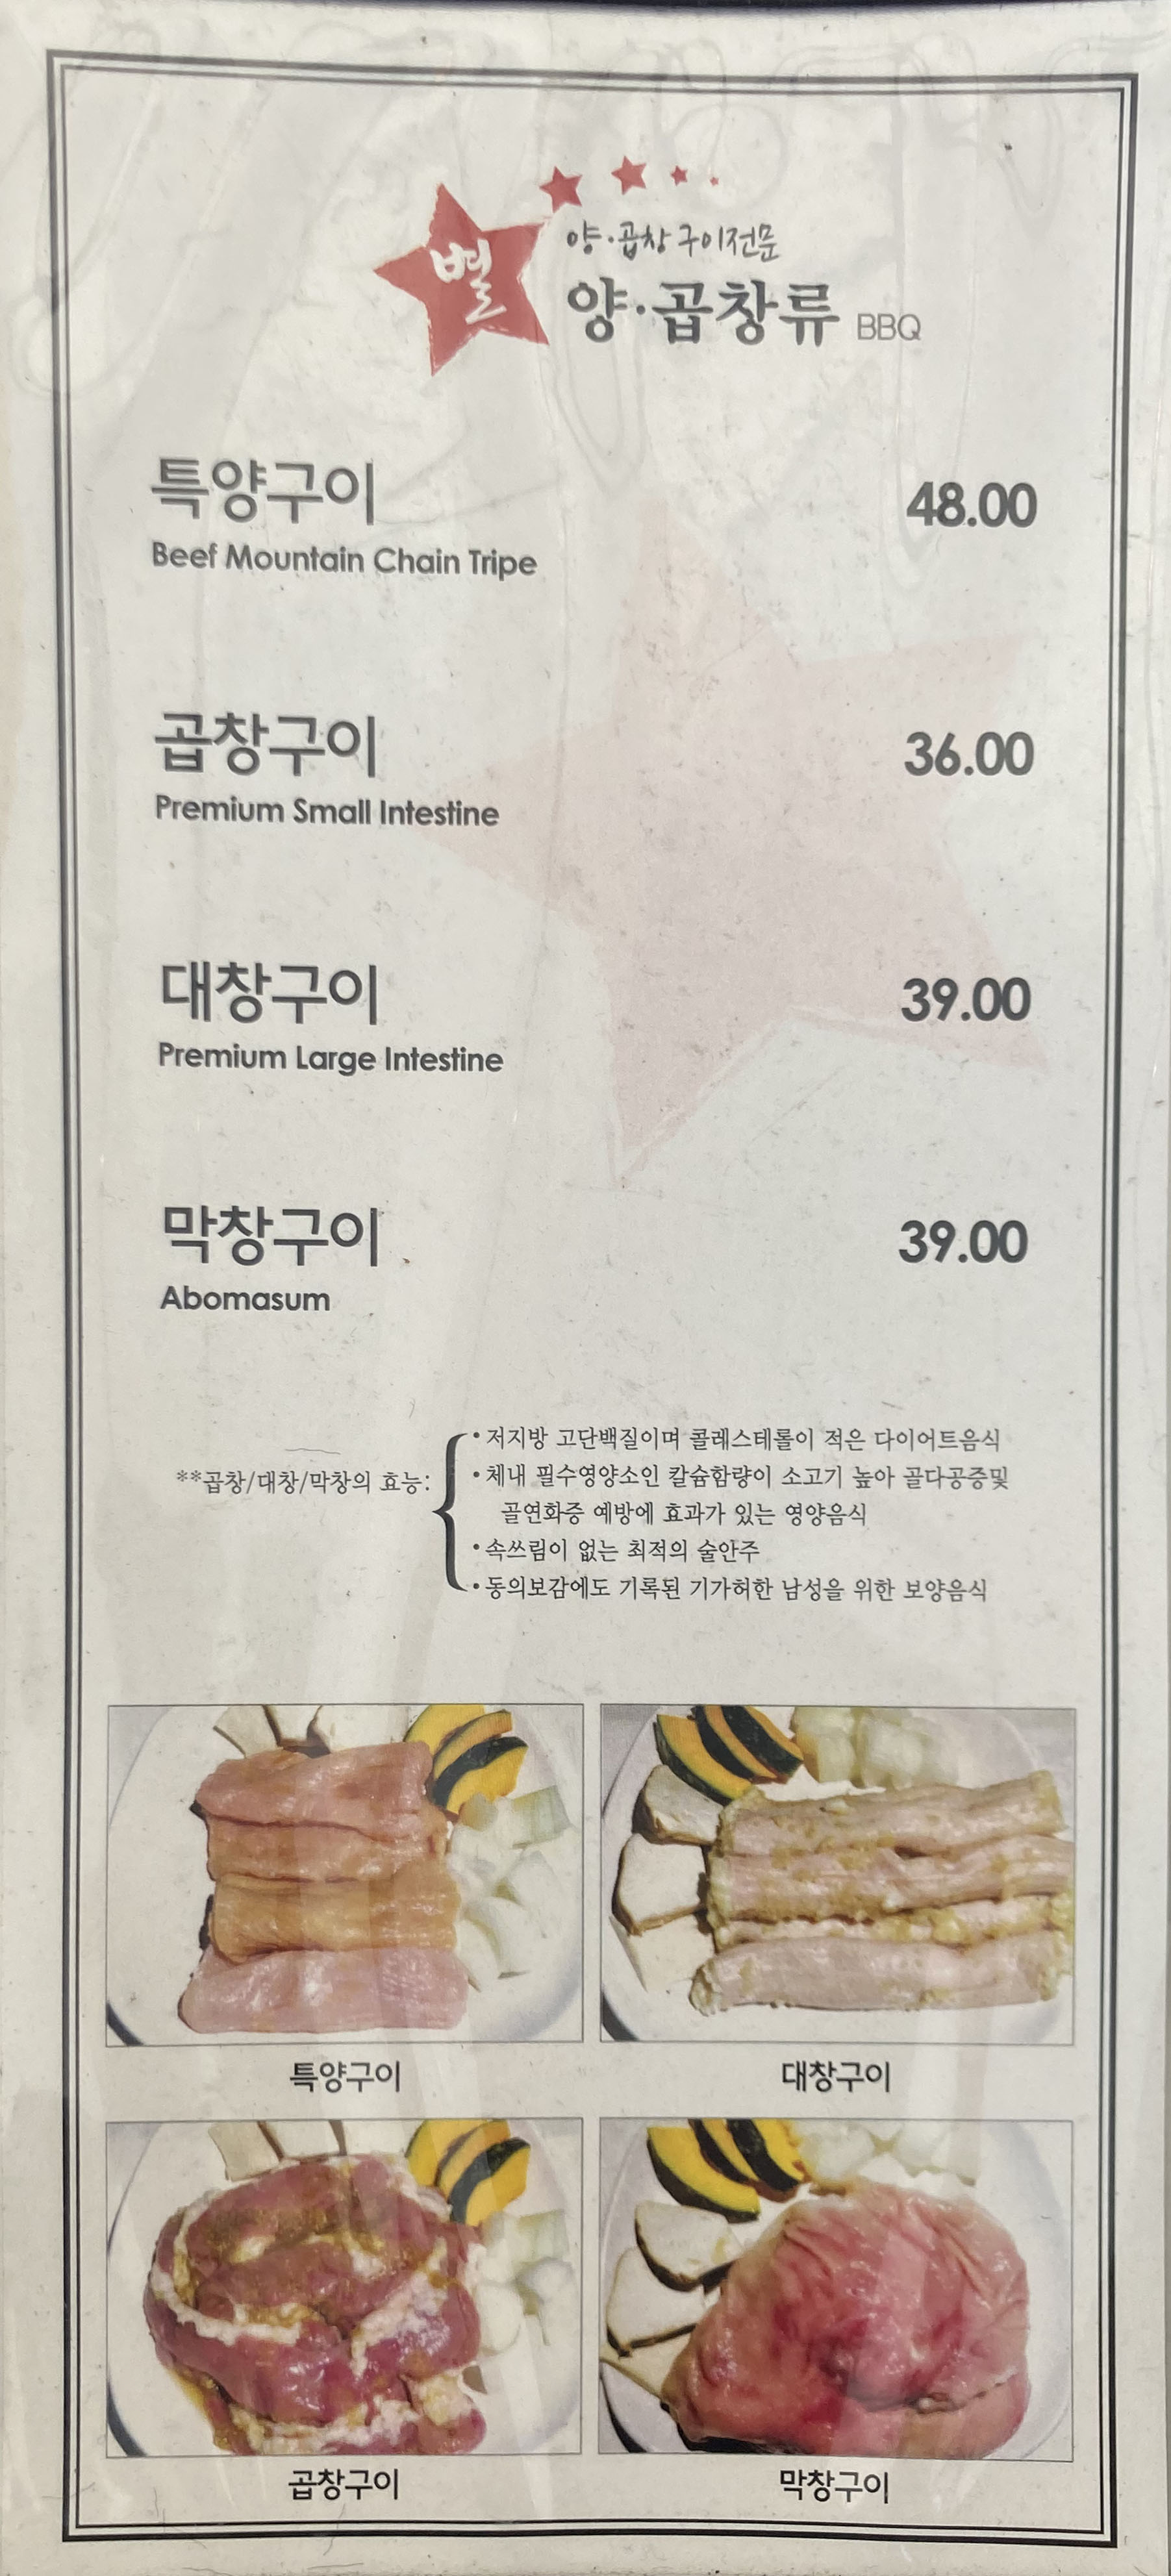 별
양·곱창 구이전문
양·곱창류 BBQ
특양구이 48.00
Beef Mountain Chain Tripe
곱창구이 36.00
Premium Small Intestine
대창구이 39.00
Premium Large Intestine
막창구이 39.00
Abomasum
**곱창/대창/막창의 효능:
•저지방 고단백질이며 콜레스테롤이 적은 다이어트음식
•체내 필수영양소인 칼슘함량이 소고기 높아 골다공증및
골연화증 예방에 효과가 있는 영양음식
•속쓰림이 없는 최적의 술안주
•동의보감에도 기록된 기가허한 남성을 위한 보양음식
특양구이
대창구이
곱창구이
막창구이